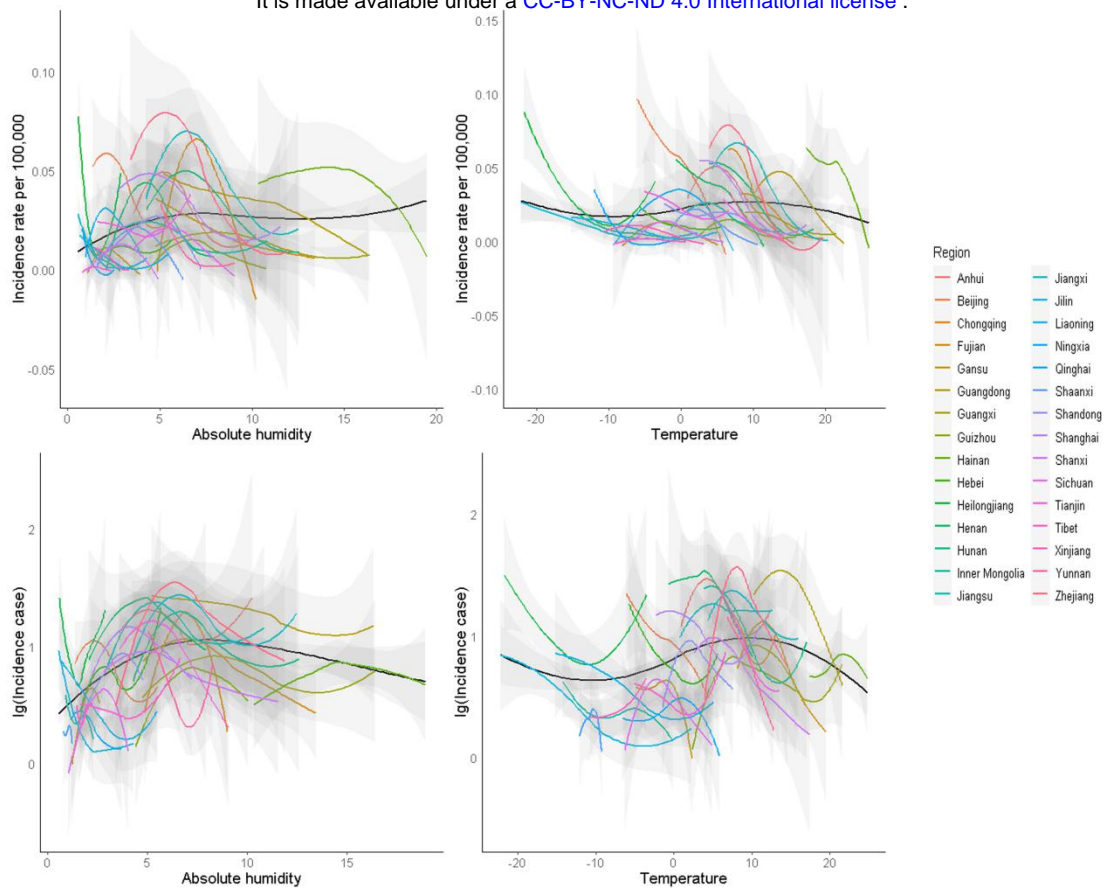 It is made available under a CC-BY-NC-ND 4.0 International license .
0.10
0.05
0.00
-0.05
Incidence rate per 100,000
0 5 10 15 20
Absolute humidity
0.15
0.10
0.05
0.00
-0.05
-0.10
Incidence rate per 100,000
-20 -10 0 10 20
Temperature
2
1
0
lg(Incidence case)
0 5 10 15
Absolute humidity
2
1
0
lg(Incidence case)
-20 -10 0 10 20
Temperature
Region
Anhui
Beijing
Chongqing
Fujian
Gansu
Guangdong
Guangxi
Guizhou
Hainan
Hebei
Heilongjiang
Henan
Hunan
Inner Mongolia
Jiangsu
Jiangxi
Jilin
Liaoning
Ningxia
Qinghai
Shaanxi
Shandong
Shanghai
Shanxi
Sichuan
Tianjin
Tibet
Xinjiang
Yunnan
Zhejiang